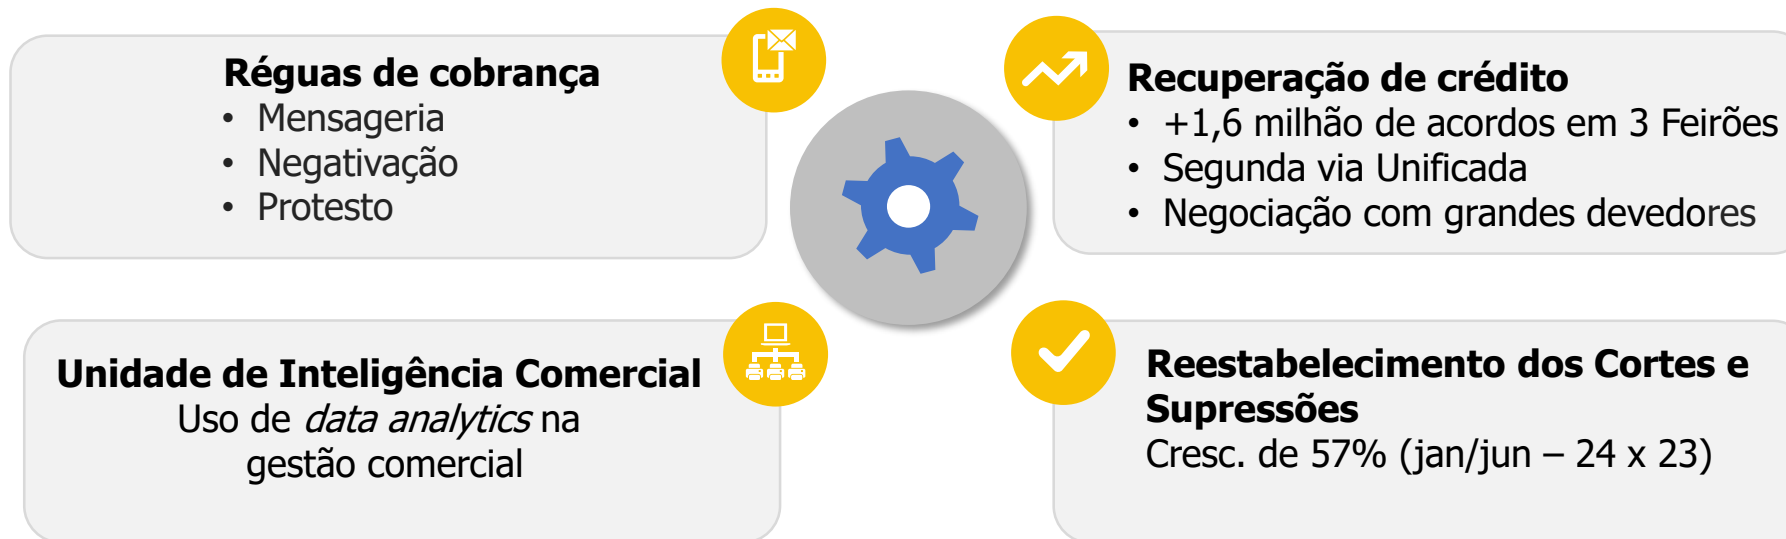 Réguas de cobrança
• Mensageria
• Negativação
• Protesto
Recuperação de crédito
• +1,6 milhão de acordos em 3 Feirões
• Segunda via Unificada
• Negociação com grandes devedores
Unidade de Inteligência Comercial
Uso de data analytics na
gestão comercial
Reestabelecimento dos Cortes e
Supressões
Cresc. de 57% (jan/jun – 24 x 23)